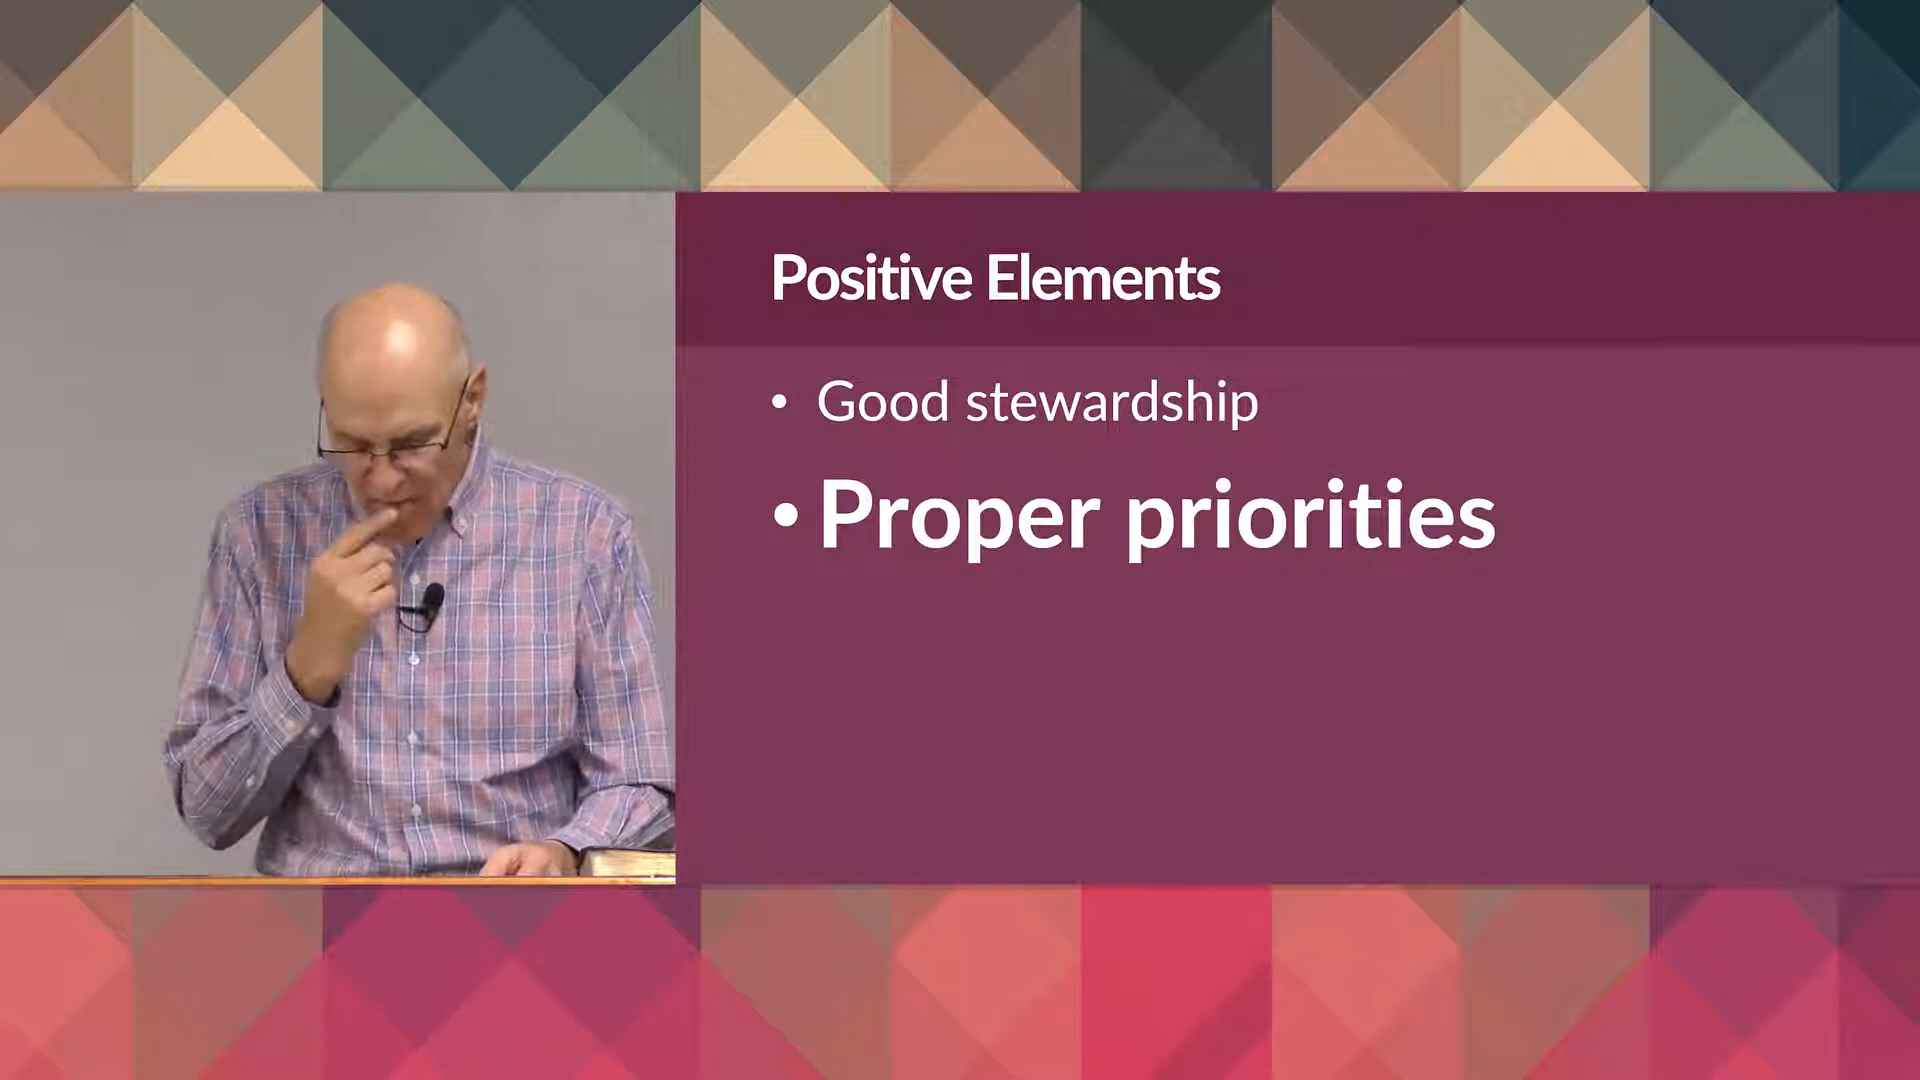 Positive Elements
• Good stewardship
• Proper priorities